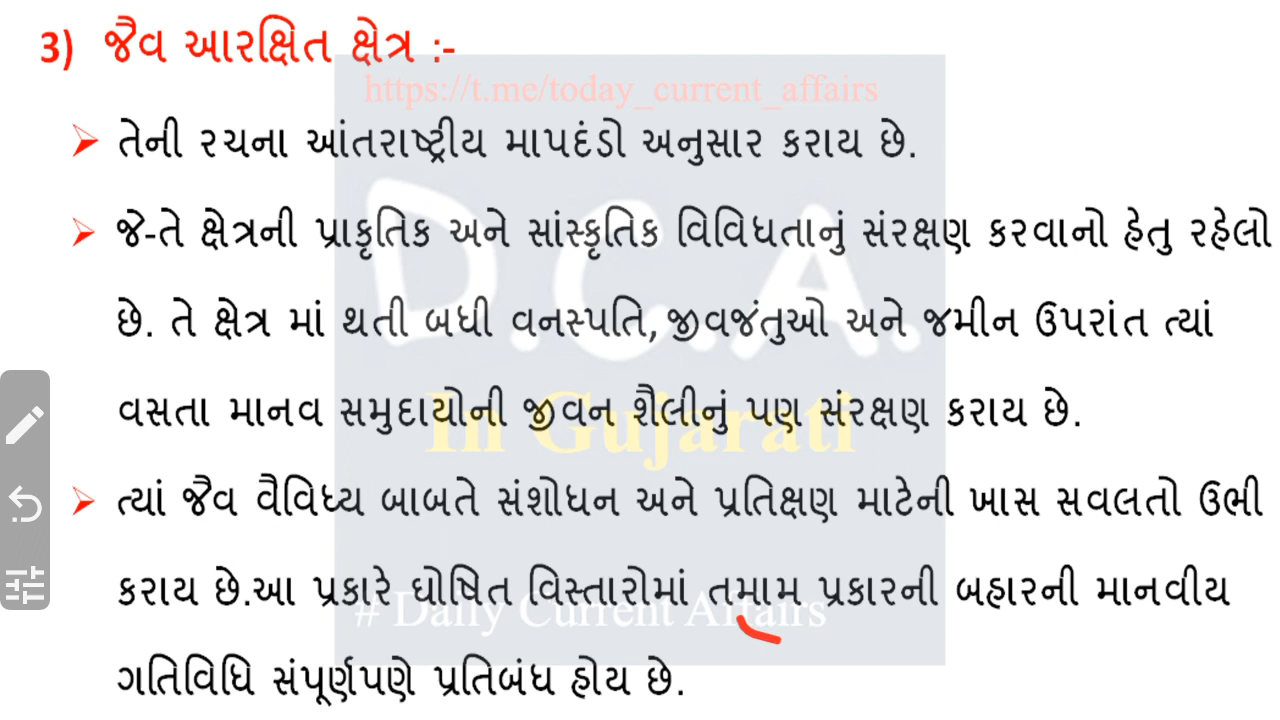 3) જૈવ આરક્ષિત ક્ષેત્ર :-
https://t.me/today_current_affairs
➢ તેની રચના આંતરાષ્ટ્રીય માપદંડો અનુસાર કરાય છે.
➢ જે-તે ક્ષેત્રની પ્રાકૃતિક અને સાંસ્કૃતિક વિવિધતાનું સંરક્ષણ કરવાનો હેતુ રહેલો
D.C.A.
છે. તે ક્ષેત્ર માં થતી બધી વનસ્પતિ, જીવજંતુઓ અને જમીન ઉપરાંત ત્યાં
વસતા માનવ સમુદાયોની જીવન શૈલીનું પણ સંરક્ષણ કરાય છે.
In Gujarati
➢ ત્યાં જૈવ વૈવિધ્ય બાબતે સંશોધન અને પ્રતિક્ષણ માટેની ખાસ સવલતો ઉભી
કરાય છે.આ પ્રકારે ઘોષિત વિસ્તારોમાં તમામ પ્રકારની બહારની માનવીય
# Daily Current Affairs
ગતિવિધિ સંપૂર્ણપણે પ્રતિબંધ હોય છે.